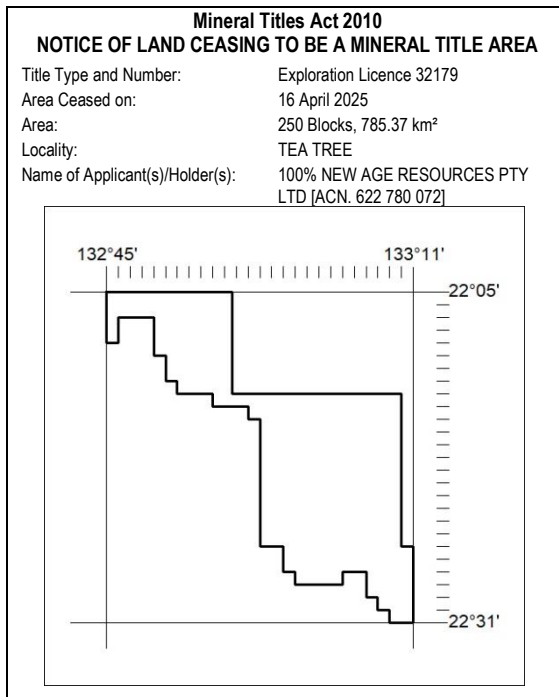 Mineral Titles Act 2010
NOTICE OF LAND CEASING TO BE A MINERAL TITLE AREA
Title Type and Number: Exploration Licence 32179
Area Ceased on: 16 April 2025
Area: 250 Blocks, 785.37 km²
Locality: TEA TREE
Name of Applicant(s)/Holder(s): 100% NEW AGE RESOURCES PTY
LTD [ACN. 622 780 072]
132°45' 133°11'
22°05'
22°31'